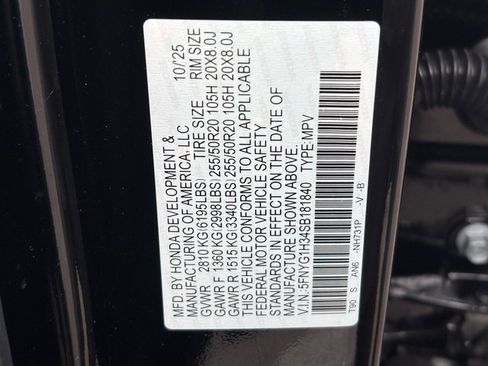 MFD. BY HONDA DEVELOPMENT & 10/25
MANUFACTURING OF AMERICA, LLC
GVWR 2810 KG(6195LBS) TIRE SIZE RIM SIZE
GAWR F 1360 KG(2998LBS) 255/50R20 105H 20X8.0J
GAWR R 1515 KG(3340LBS) 255/50R20 105H 20X8.0J
THIS VEHICLE CONFORMS TO ALL APPLICABLE
FEDERAL MOTOR VEHICLE SAFETY
STANDARDS IN EFFECT ON THE DATE OF
MANUFACTURE SHOWN ABOVE.
V.I.N.:5FNYG1H34SB181840 TYPE:MPV
T90 S AN6 -NH731P -V -B